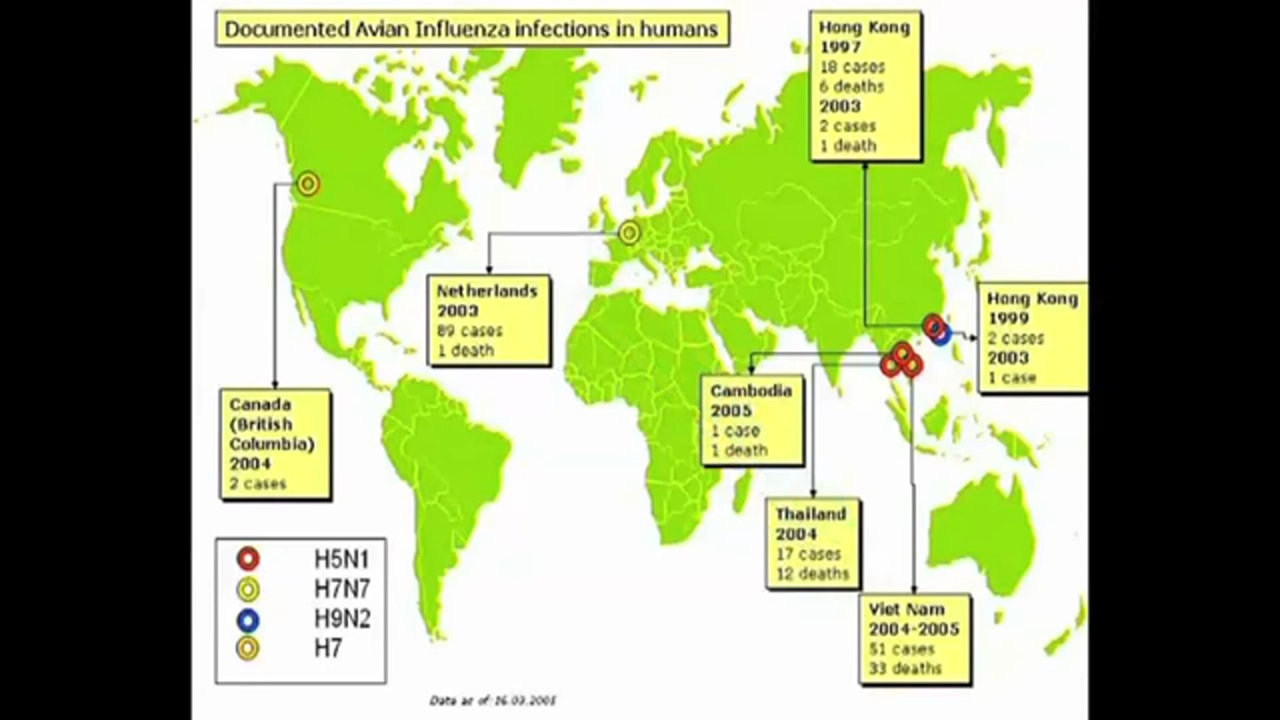 Documented Avian Influenza infections in humans
Hong Kong
1997
18 cases
6 deaths
2003
2 cases
1 death
Netherlands
2003
89 cases
1 death
Hong Kong
1999
2 cases
2003
1 case
Cambodia
2005
1 case
1 death
Canada
(British
Columbia)
2004
2 cases
Thailand
2004
17 cases
12 deaths
Viet Nam
2004-2005
51 cases
33 deaths
H5N1
H7N7
H9N2
H7
Data as of